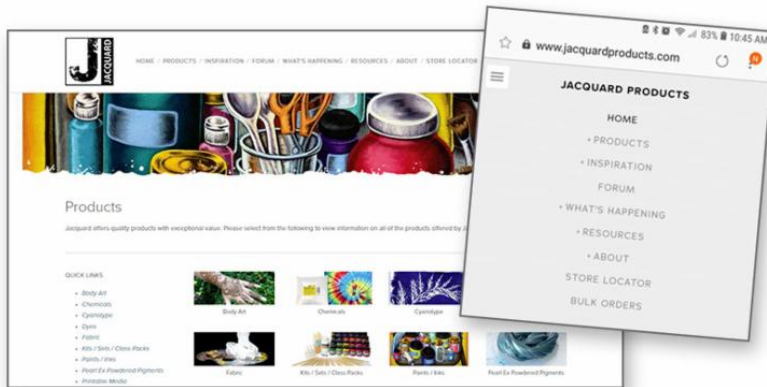 J JACQUARD
HOME / PRODUCTS / INSPIRATION / FORUM / WHAT'S HAPPENING / RESOURCES / ABOUT / STORE LOCATOR
Products
Jacquard offers quality products with exceptional value. Please select from the following to view information on all of the products offered by
QUICK LINKS
Body Art
Chemicals
Cyanotype
Dyes
Fabric
Kits / Sets / Class Packs
Paints / Inks
Pearl Ex Powdered Pigments
Printable Media
Body Art
Chemicals
Cyanotype
Fabric
Kits / Sets / Class Packs
Paints / Inks
Pearl Ex Powdered Pigments
83% 10:45 AM
www.jacquardproducts.com
N
JACQUARD PRODUCTS
HOME
+ PRODUCTS
+ INSPIRATION
FORUM
+ WHAT'S HAPPENING
+ RESOURCES
+ ABOUT
STORE LOCATOR
BULK ORDERS